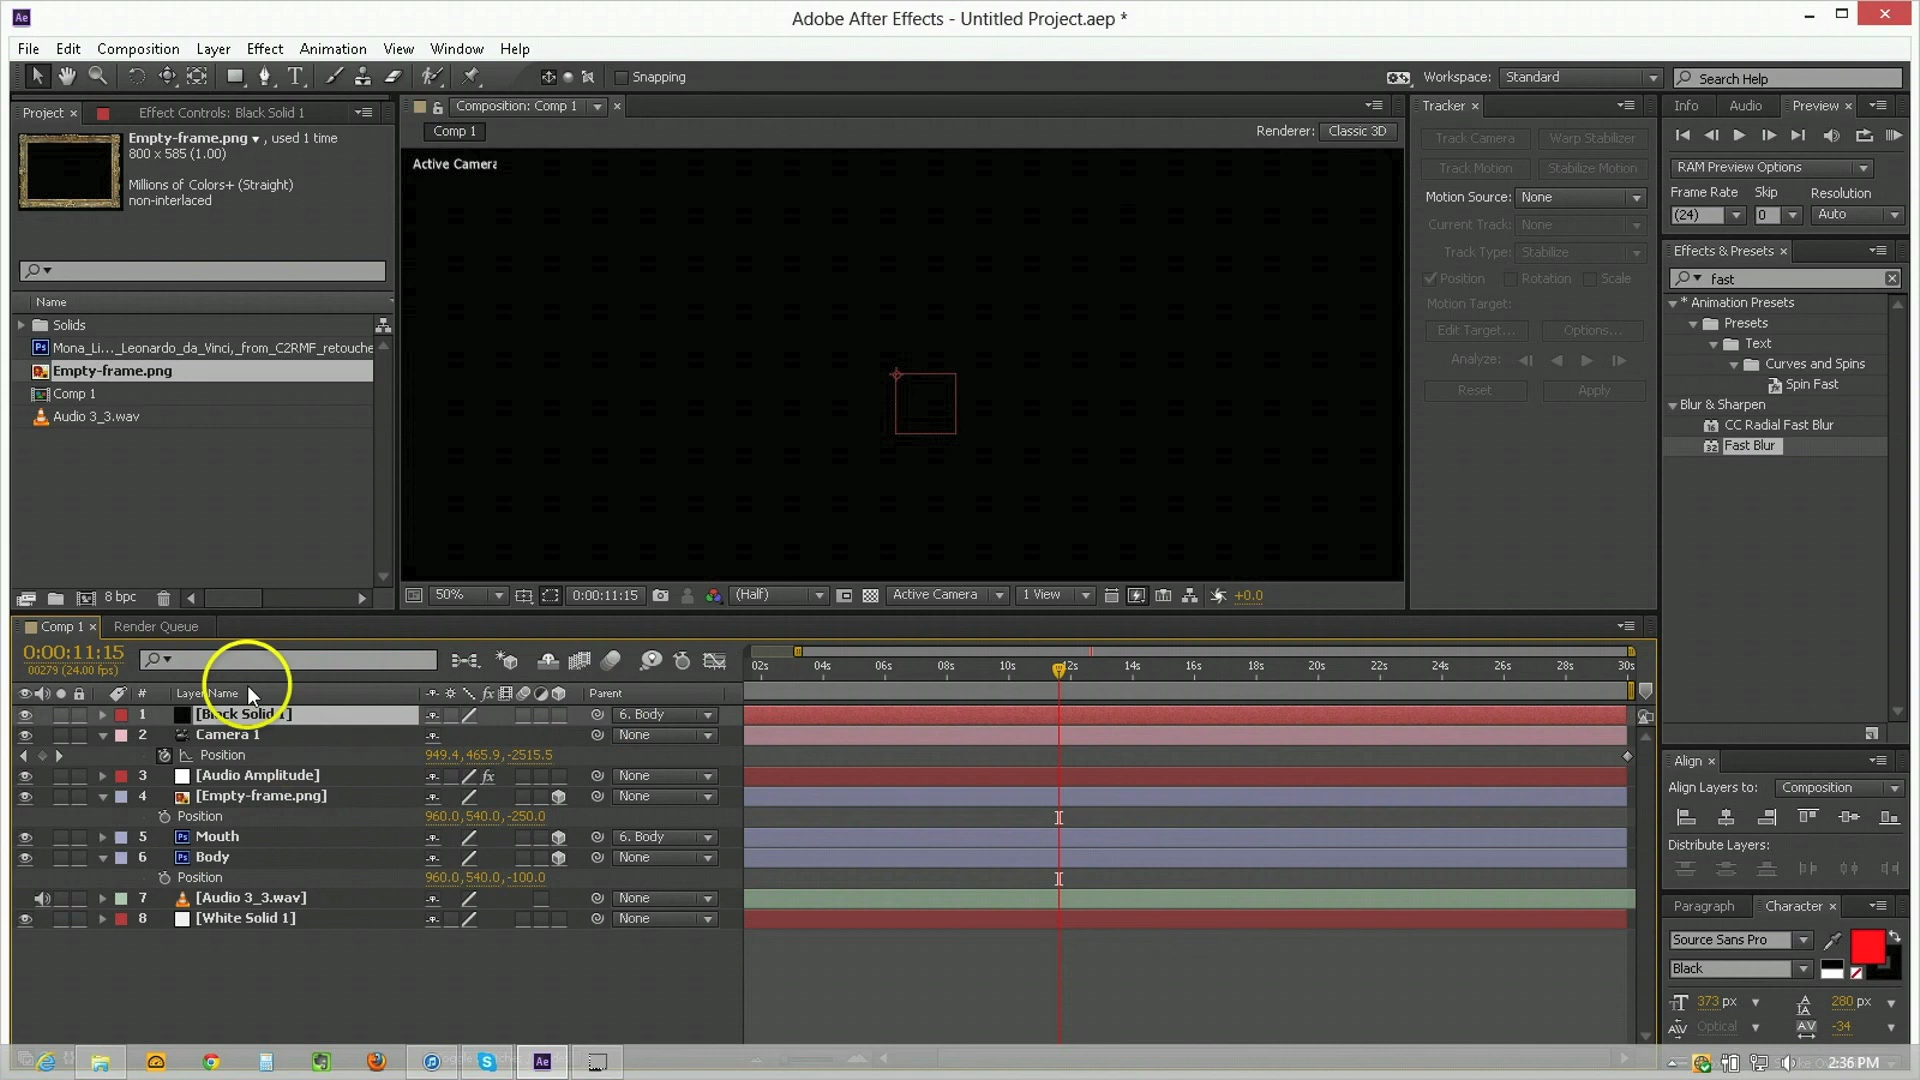 Ae
Adobe After Effects - Untitled Project.aep *
File Edit Composition Layer Effect Animation View Window Help
Snapping
Workspace: Standard
Search Help
Project × Effect Controls: Black Solid 1
Empty-frame.png ▾ , used 1 time
800 x 585 (1.00)
Millions of Colors+ (Straight)
non-interlaced
Name
Solids
Mona_Li..._Leonardo_da_Vinci,_from_C2RMF_retouche
Empty-frame.png
Comp 1
Audio 3_3.wav
8 bpc
Composition: Comp 1
Comp 1
Renderer: Classic 3D
Active Camera
50% 0:00:11:15 (Half) Active Camera 1 View +0.0
Tracker ×
Track Camera Warp Stabilizer
Track Motion Stabilize Motion
Motion Source: None
Current Track: None
Track Type: Stabilize
Position Rotation Scale
Motion Target:
Edit Target... Options...
Analyze:
Reset Apply
Info Audio Preview ×
RAM Preview Options
Frame Rate Skip Resolution
(24) 0 Auto
Effects & Presets ×
fast
* Animation Presets
Presets
Text
Curves and Spins
Spin Fast
Blur & Sharpen
CC Radial Fast Blur
Fast Blur
Align ×
Align Layers to: Composition
Distribute Layers:
Paragraph Character ×
Source Sans Pro
Black
373 px 280 px
Optical -34
Comp 1 × Render Queue
0:00:11:15
00279 (24.00 fps)
02s 04s 06s 08s 10s 12s 14s 16s 18s 20s 22s 24s 26s 28s 30s
# Layer Name Parent
1 [Black Solid 1] 6. Body
2 Camera 1 None
Position 949.4,465.9,-2515.5
3 [Audio Amplitude] None
4 [Empty-frame.png] None
Position 960.0,540.0,-250.0
5 Mouth 6. Body
6 Body None
Position 960.0,540.0,-100.0
7 [Audio 3_3.wav] None
8 [White Solid 1] None
2:36 PM